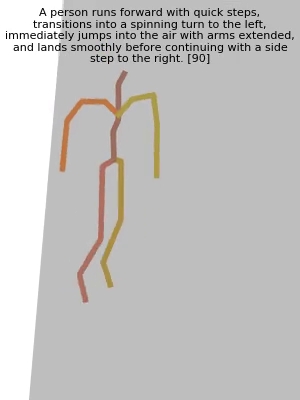 A person runs forward with quick steps,
transitions into a spinning turn to the left,
immediately jumps into the air with arms extended,
and lands smoothly before continuing with a side
step to the right. [90]